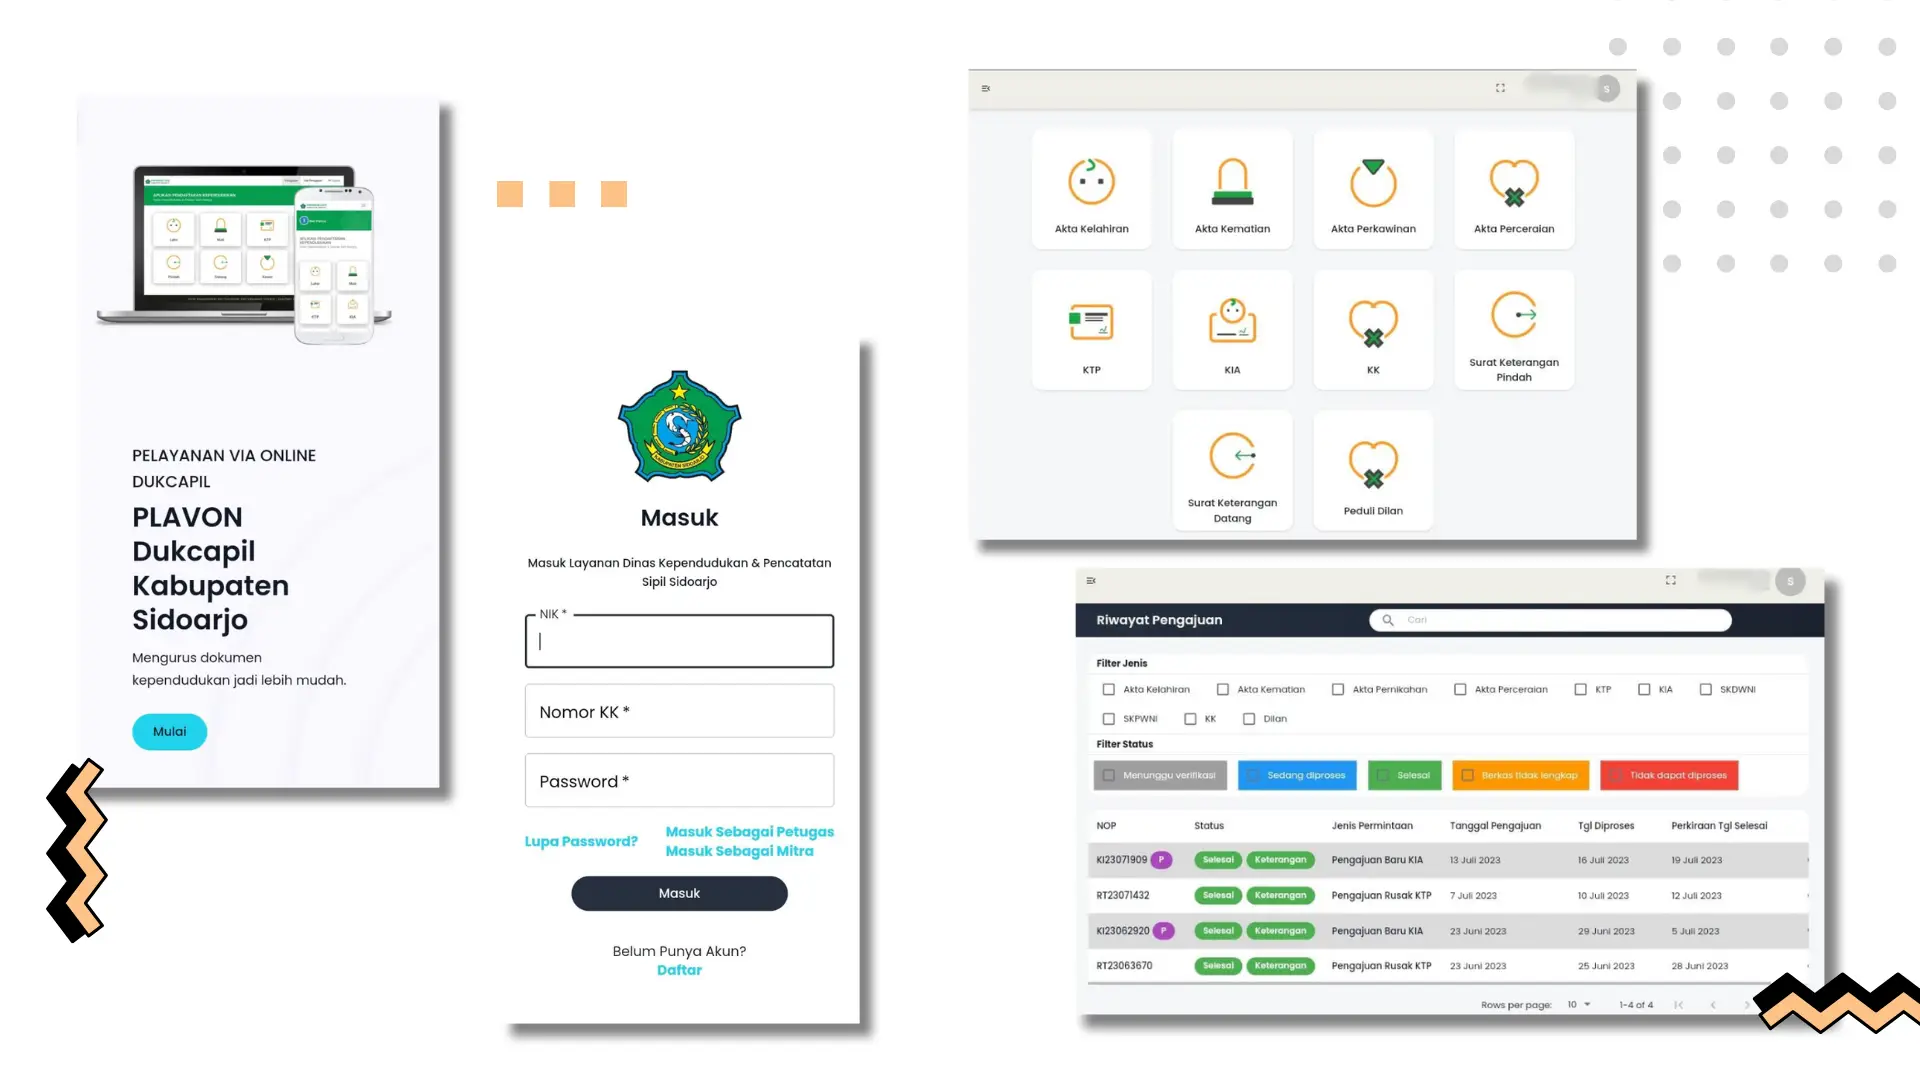 PELAYANAN VIA ONLINE
DUKCAPIL
PLAVON
Dukcapil
Kabupaten
Sidoarjo
Mengurus dokumen
kependudukan jadi lebih mudah.
Mulai
KABUPATEN SIDOARJO
Masuk
Masuk Layanan Dinas Kependudukan & Pencatatan
Sipil Sidoarjo
NIK *
Nomor KK *
Password *
Lupa Password?
Masuk Sebagai Petugas
Masuk Sebagai Mitra
Masuk
Belum Punya Akun?
Daftar
S
Akta Kelahiran
Akta Kematian
Akta Perkawinan
Akta Perceraian
KTP
KIA
KK
Surat Keterangan
Pindah
Surat Keterangan
Datang
Peduli Dilan
S
Riwayat Pengajuan
Cari
Filter Jenis
Akta Kelahiran Akta Kematian Akta Pernikahan Akta Perceraian KTP KIA SKDWNI
SKPWNI KK Dilan
Filter Status
Menunggu verifikasi Sedang diproses Selesai Berkas tidak lengkap Tidak dapat diproses
NOP Status Jenis Permintaan Tanggal Pengajuan Tgl Diproses Perkiraan Tgl Selesai
KI23071909 P Selesai Keterangan Pengajuan Baru KIA 13 Juli 2023 16 Juli 2023 19 Juli 2023
RT23071432 Selesai Keterangan Pengajuan Rusak KTP 7 Juli 2023 10 Juli 2023 12 Juli 2023
KI23062920 P Selesai Keterangan Pengajuan Baru KIA 23 Juni 2023 29 Juni 2023 5 Juli 2023
RT23063670 Selesai Keterangan Pengajuan Rusak KTP 23 Juni 2023 25 Juni 2023 28 Juni 2023
Rows per page: 10 1-4 of 4